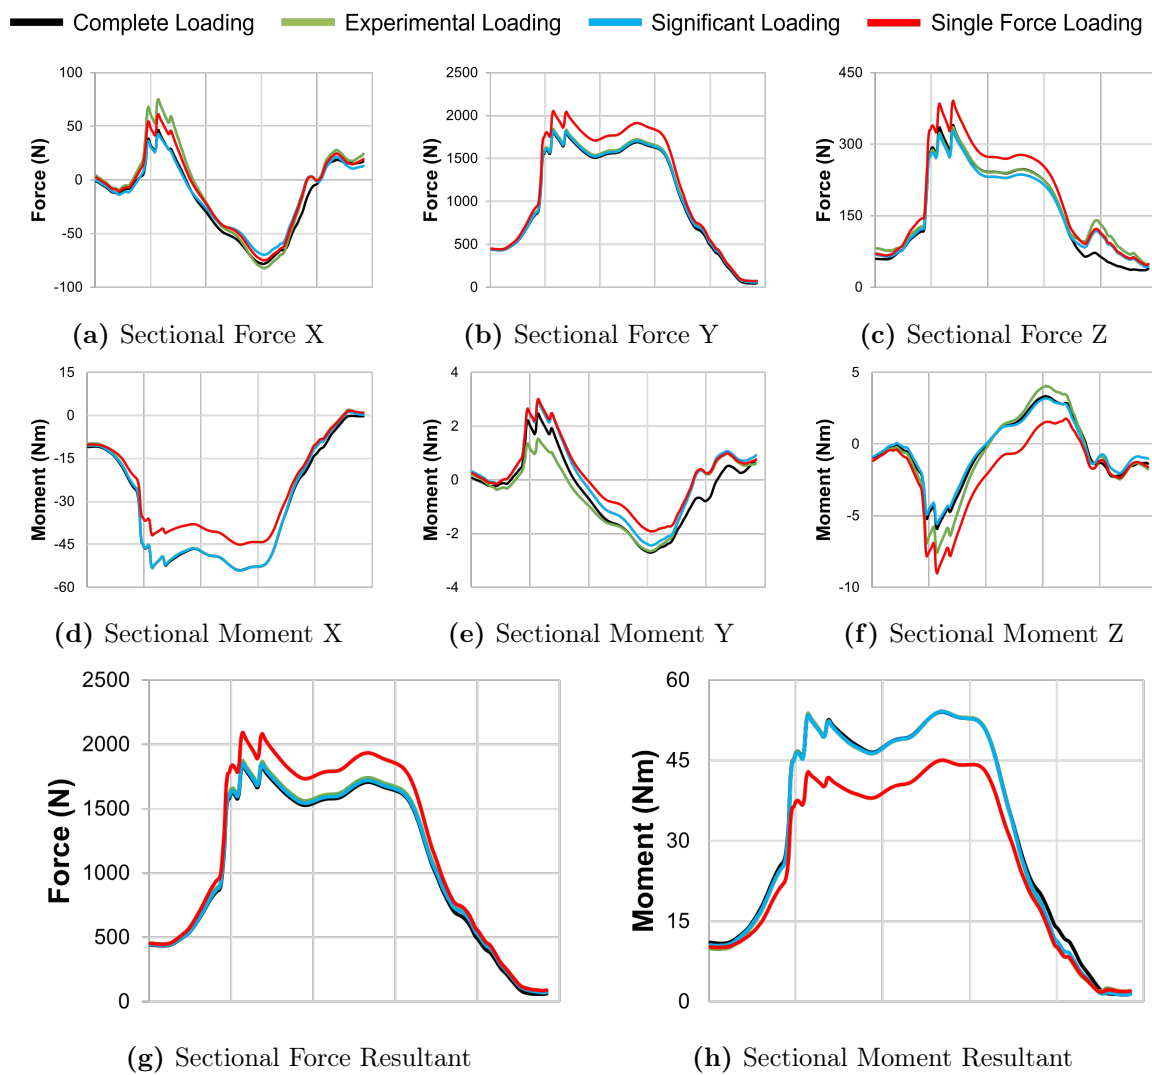 Complete Loading Experimental Loading Significant Loading Single Force Loading
Force (N)
100
50
0
-50
-100
(a) Sectional Force X
Force (N)
2500
2000
1500
1000
500
0
(b) Sectional Force Y
Force (N)
450
300
150
0
(c) Sectional Force Z
Moment (Nm)
15
0
-15
-30
-45
-60
(d) Sectional Moment X
Moment (Nm)
4
2
0
-2
-4
(e) Sectional Moment Y
Moment (Nm)
5
0
-5
-10
(f) Sectional Moment Z
Force (N)
2500
2000
1500
1000
500
0
(g) Sectional Force Resultant
Moment (Nm)
60
45
30
15
0
(h) Sectional Moment Resultant